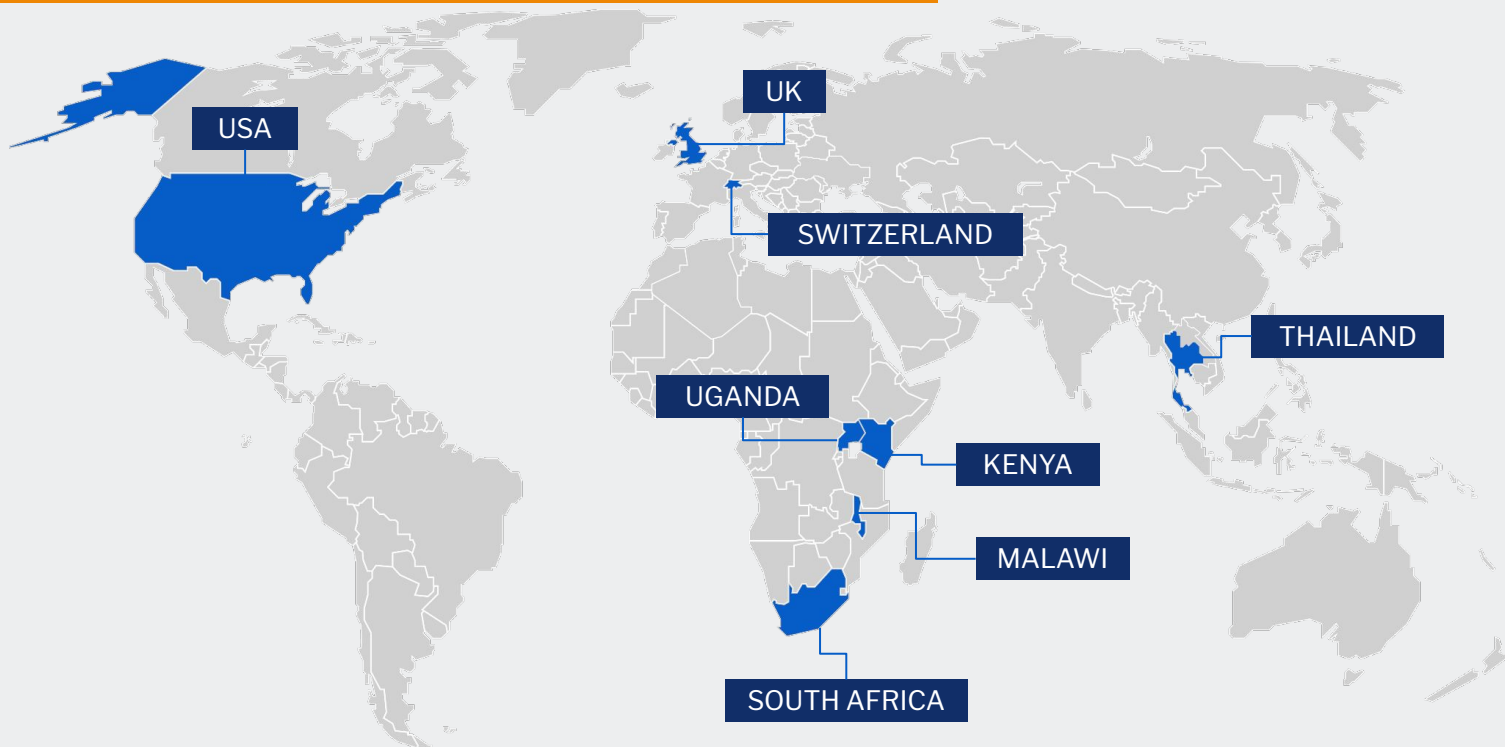 UK
USA
SWITZERLAND
THAILAND
UGANDA
KENYA
MALAWI
SOUTH AFRICA